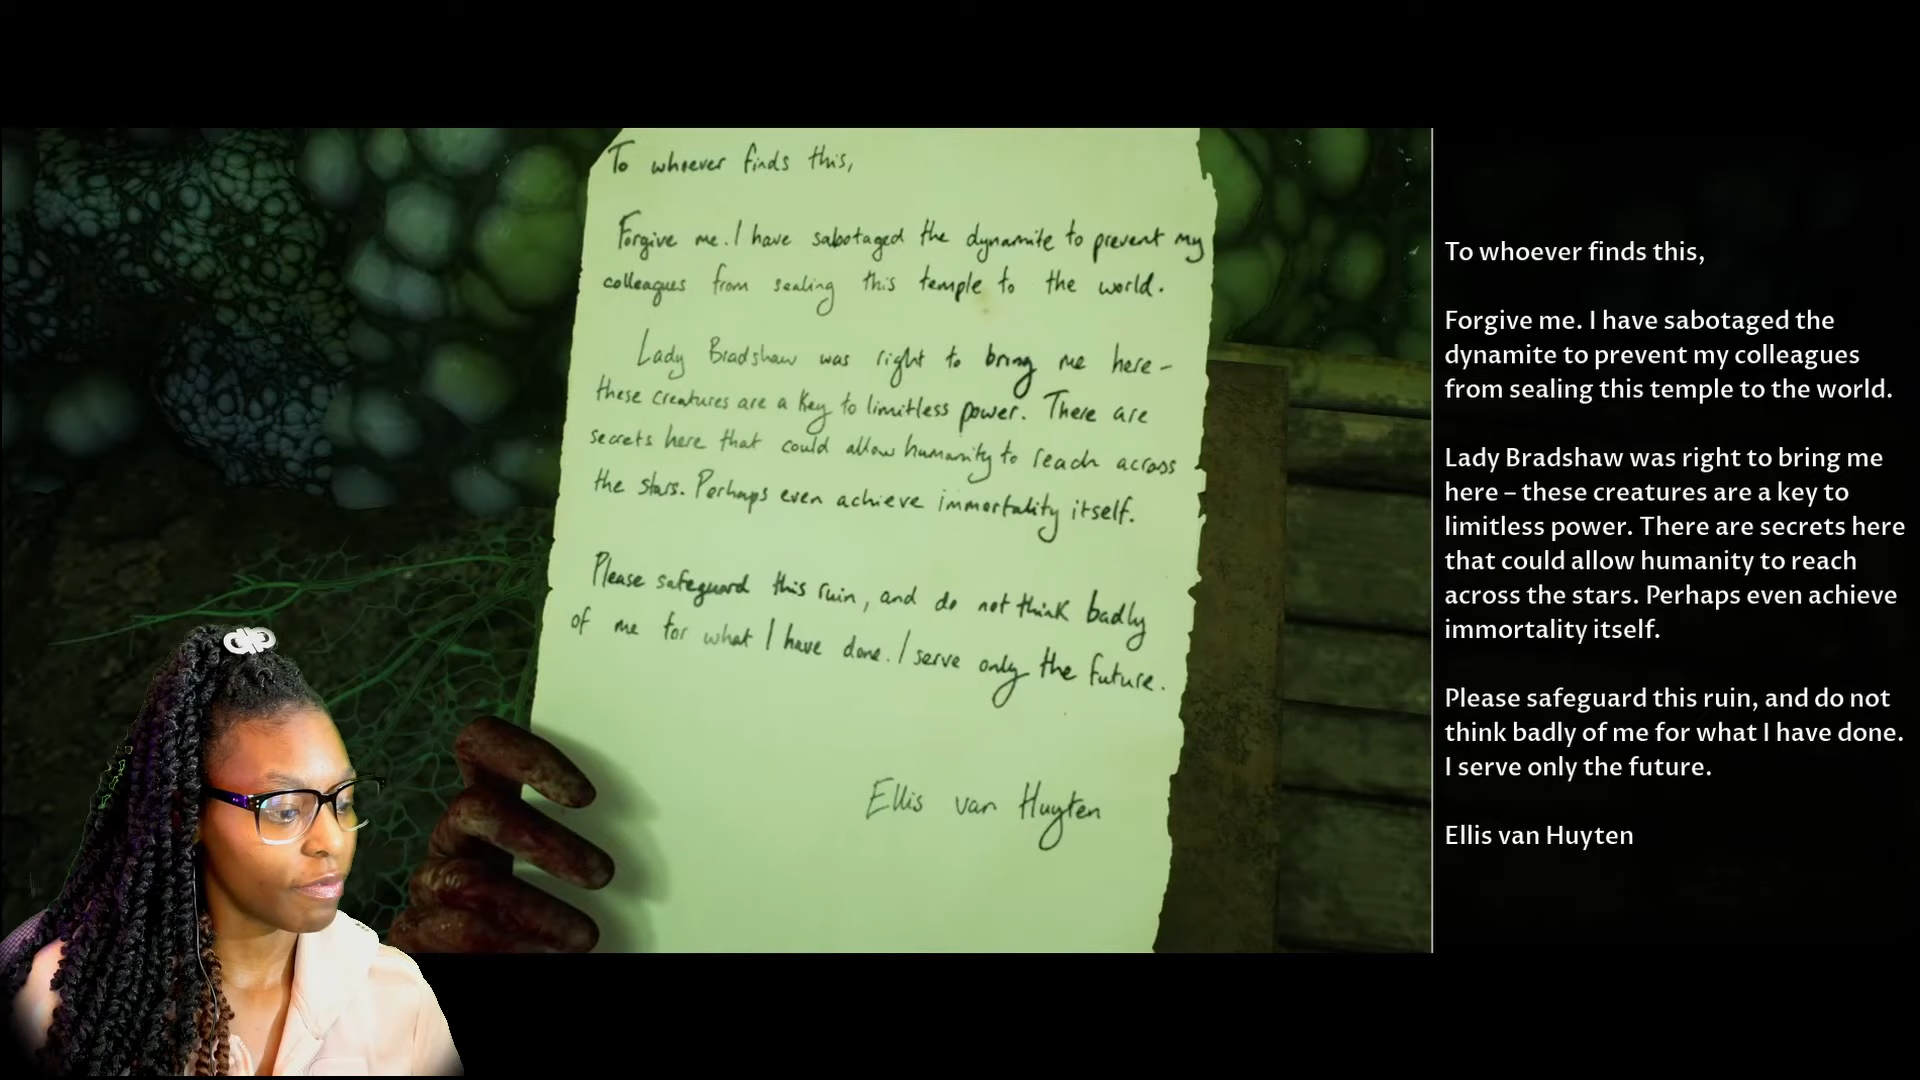 To whoever finds this,
Forgive me. I have sabotaged the dynamite to prevent my
colleagues from sealing this temple to the world.
Lady Bradshaw was right to bring me here -
these creatures are a key to limitless power. There are
secrets here that could allow humanity to reach across
the stars. Perhaps even achieve immortality itself.
Please safeguard this ruin, and do not think badly
of me for what I have done. I serve only the future.
Ellis van Huyten
To whoever finds this,
Forgive me. I have sabotaged the
dynamite to prevent my colleagues
from sealing this temple to the world.
Lady Bradshaw was right to bring me
here – these creatures are a key to
limitless power. There are secrets here
that could allow humanity to reach
across the stars. Perhaps even achieve
immortality itself.
Please safeguard this ruin, and do not
think badly of me for what I have done.
I serve only the future.
Ellis van Huyten